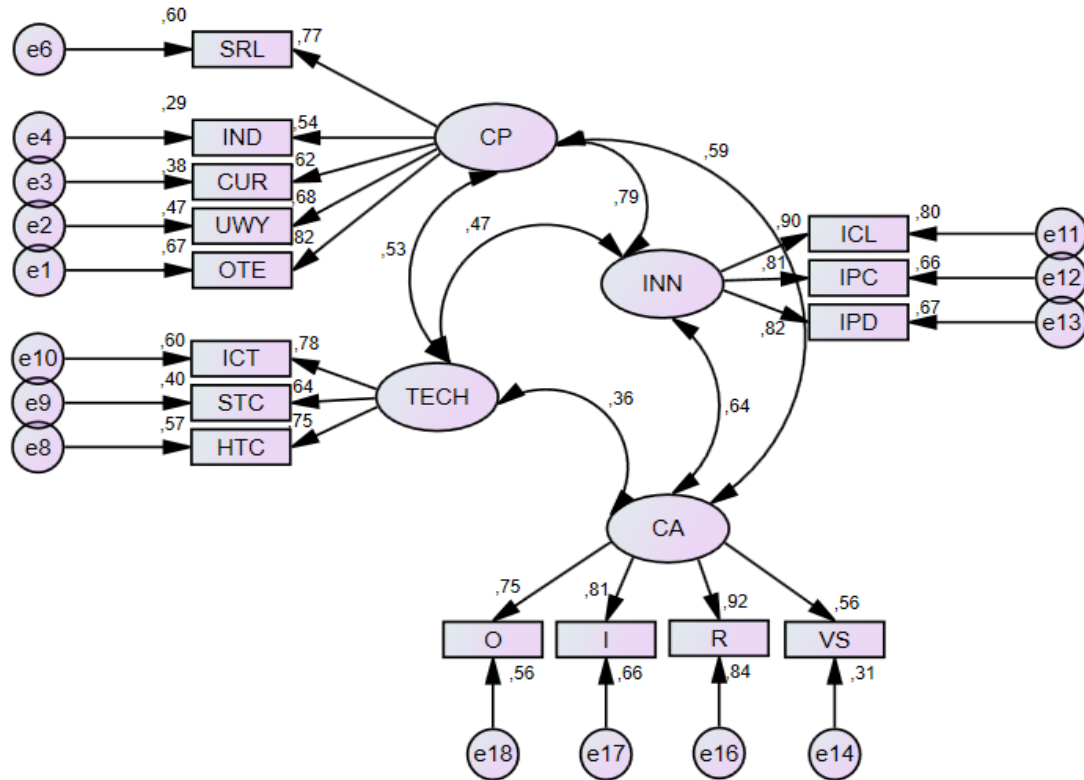 ,60
e6
SRL
,77
,29
e4
IND
,54
CP
,59
,38
e3
CUR
,62
,79
,47
e2
UWY
,68
,47
,90
ICL
,80
e11
,67
e1
OTE
,82
,53
INN
,81
IPC
,66
e12
,82
IPD
,67
e13
,60
e10
ICT
,78
,40
e9
STC
,64
TECH
,36
,64
,57
e8
HTC
,75
CA
,75
,81
,92
,56
O
I
R
VS
,56
,66
,84
,31
e18
e17
e16
e14